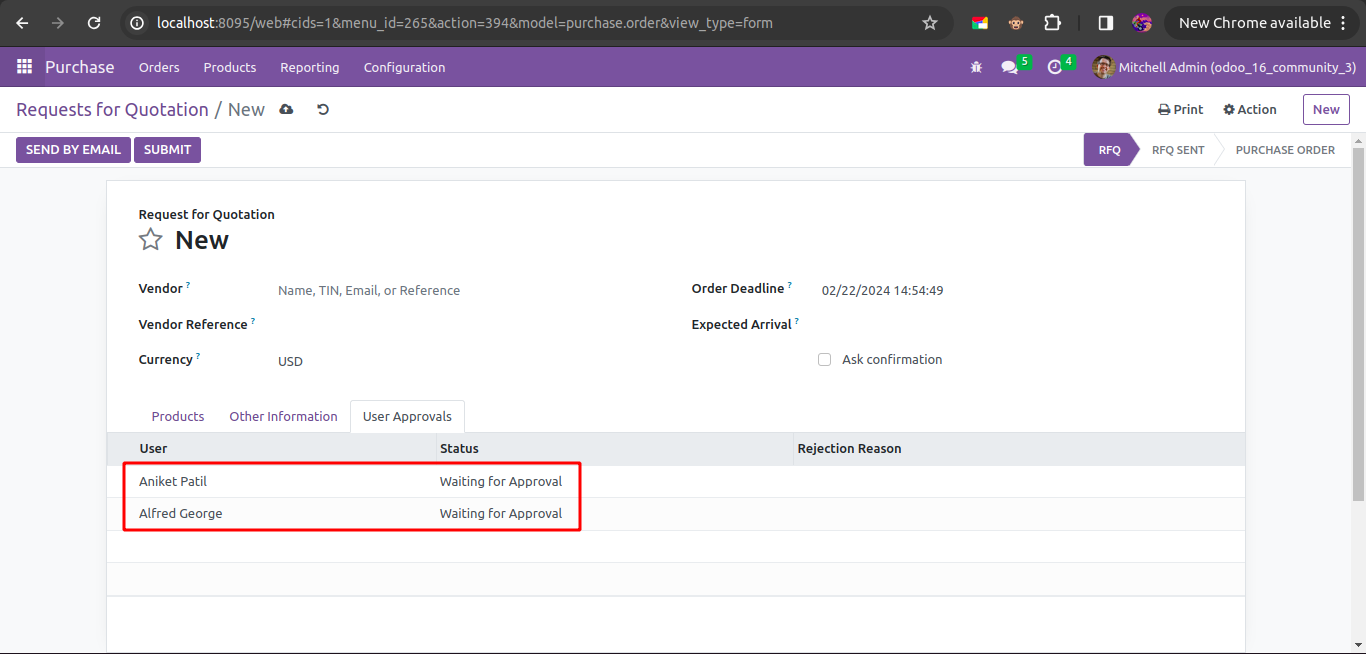 localhost:8095/web#cids=1&menu_id=265&action=394&model=purchase.order&view_type=form
New Chrome available
Purchase Orders Products Reporting Configuration 5 4 Mitchell Admin (odoo_16_community_3)
Requests for Quotation / New Print Action New
SEND BY EMAIL SUBMIT RFQ RFQ SENT PURCHASE ORDER
Request for Quotation
New
Vendor ? Name, TIN, Email, or Reference Order Deadline ? 02/22/2024 14:54:49
Vendor Reference ? Expected Arrival ?
Currency ? USD Ask confirmation
Products Other Information User Approvals
User Status Rejection Reason
Aniket Patil Waiting for Approval
Alfred George Waiting for Approval